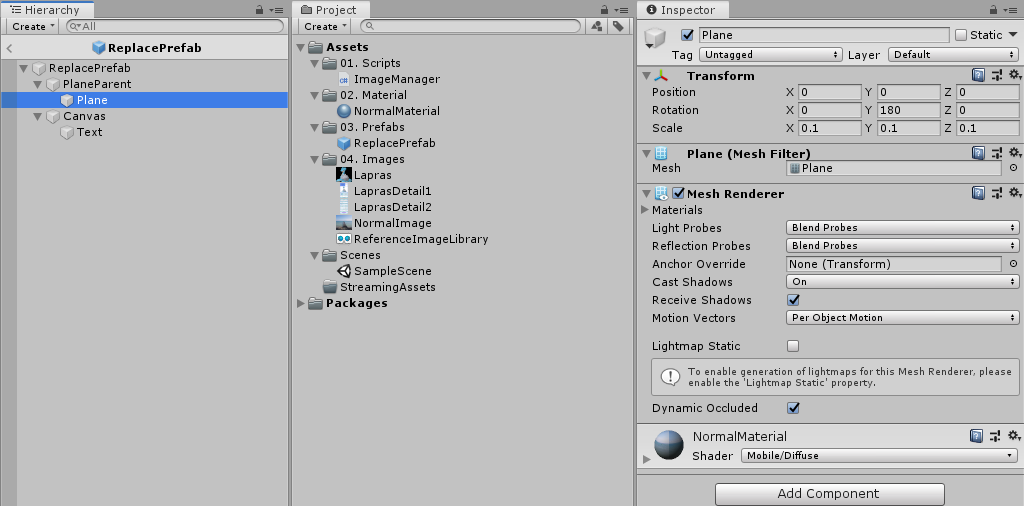 Hierarchy
Create
All
ReplacePrefab
ReplacePrefab
PlaneParent
Plane
Canvas
Text
Project
Create
Assets
01. Scripts
ImageManager
02. Material
NormalMaterial
03. Prefabs
ReplacePrefab
04. Images
Lapras
LaprasDetail1
LaprasDetail2
NormalImage
ReferenceImageLibrary
Scenes
SampleScene
StreamingAssets
Packages
Inspector
Plane Static
Tag Untagged Layer Default
Transform
Position X 0 Y 0 Z 0
Rotation X 0 Y 180 Z 0
Scale X 0.1 Y 0.1 Z 0.1
Plane (Mesh Filter)
Mesh Plane
Mesh Renderer
Materials
Light Probes Blend Probes
Reflection Probes Blend Probes
Anchor Override None (Transform)
Cast Shadows On
Receive Shadows
Motion Vectors Per Object Motion
Lightmap Static
To enable generation of lightmaps for this Mesh Renderer, please
enable the 'Lightmap Static' property.
Dynamic Occluded
NormalMaterial
Shader Mobile/Diffuse
Add Component